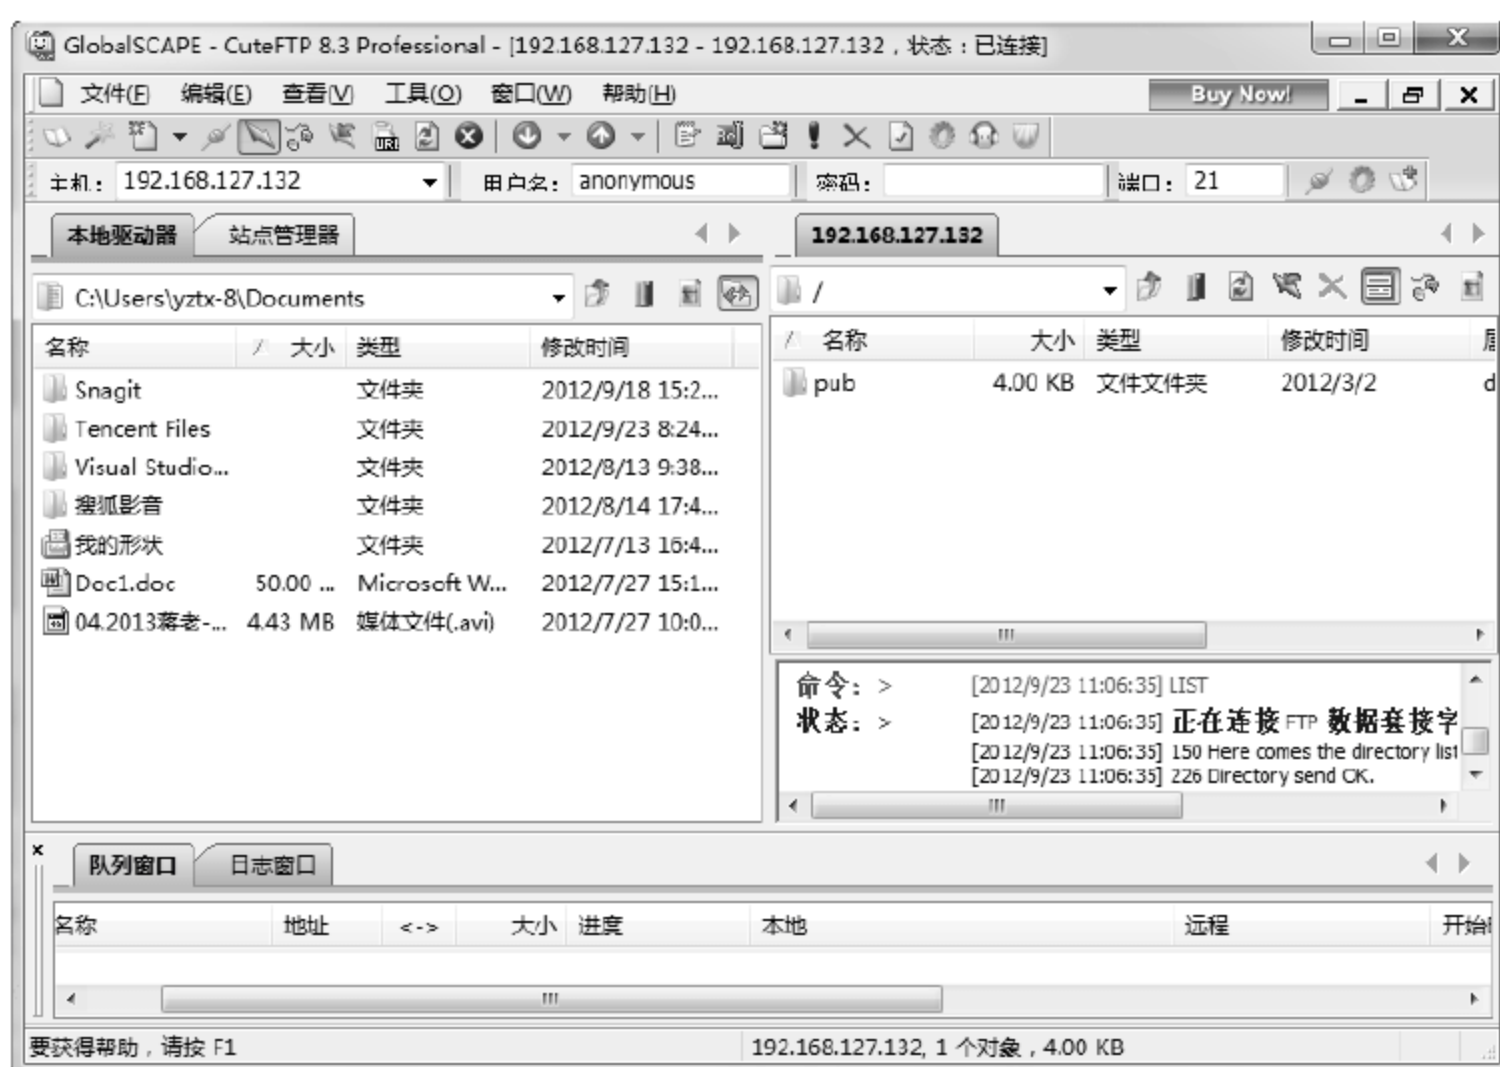 GlobalSCAPE - CuteFTP 8.3 Professional - [192.168.127.132 - 192.168.127.132 , 状态 : 已连接]
文件(F) 编辑(E) 查看(V) 工具(O) 窗口(W) 帮助(H) Buy Now!
URL
主机: 192.168.127.132 用户名: anonymous 密码: 端口: 21
本地驱动器 站点管理器 192.168.127.132
C:\Users\yztx-8\Documents /
名称 大小 类型 修改时间
Snagit 文件夹 2012/9/18 15:2...
Tencent Files 文件夹 2012/9/23 8:24...
Visual Studio... 文件夹 2012/8/13 9:38...
搜狐影音 文件夹 2012/8/14 17:4...
我的形状 文件夹 2012/7/13 16:4...
Doc1.doc 50.00 ... Microsoft W... 2012/7/27 15:1...
04.2013蒋老-... 4.43 MB 媒体文件(.avi) 2012/7/27 10:0...
名称 大小 类型 修改时间
pub 4.00 KB 文件文件夹 2012/3/2 d
命令: > [2012/9/23 11:06:35] LIST
状态: > [2012/9/23 11:06:35] 正在连接 FTP 数据套接字
[2012/9/23 11:06:35] 150 Here comes the directory list
[2012/9/23 11:06:35] 226 Directory send OK.
队列窗口 日志窗口
名称 地址 <-> 大小 进度 本地 远程 开始
要获得帮助 , 请按 F1 192.168.127.132, 1 个对象 , 4.00 KB